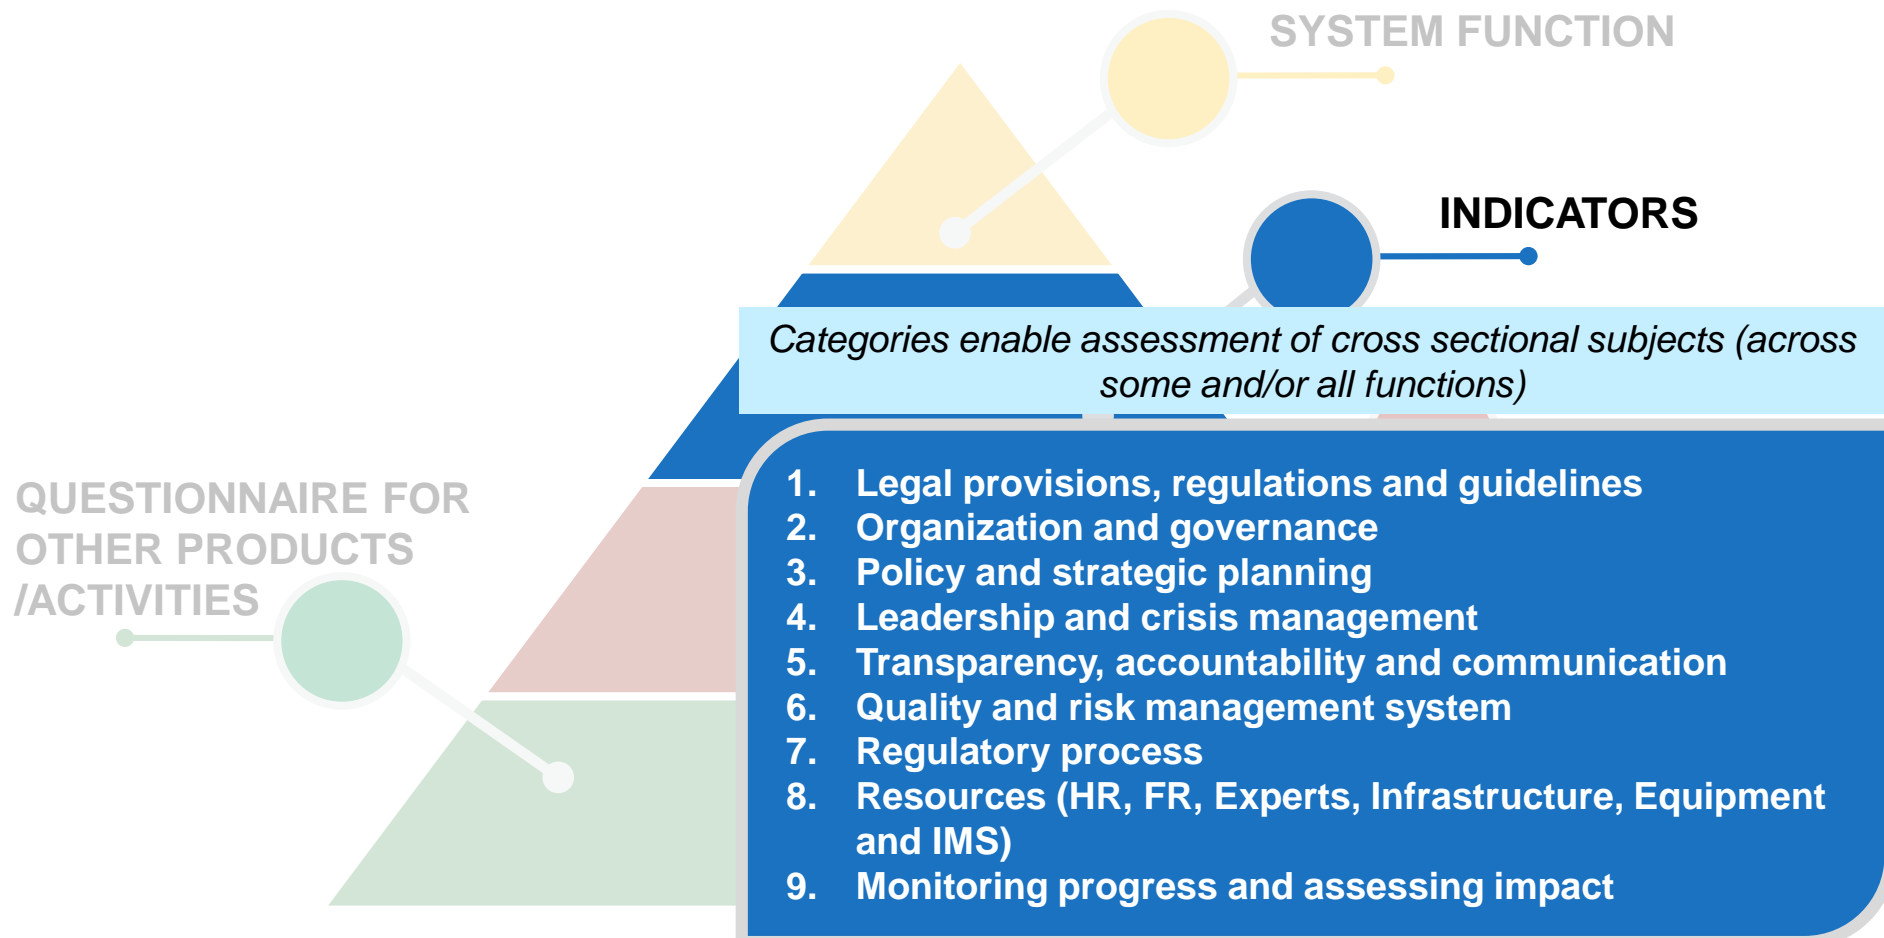 SYSTEM FUNCTION
INDICATORS
Categories enable assessment of cross sectional subjects (across
some and/or all functions)
QUESTIONNAIRE FOR
OTHER PRODUCTS
/ACTIVITIES
1. Legal provisions, regulations and guidelines
2. Organization and governance
3. Policy and strategic planning
4. Leadership and crisis management
5. Transparency, accountability and communication
6. Quality and risk management system
7. Regulatory process
8. Resources (HR, FR, Experts, Infrastructure, Equipment
and IMS)
9. Monitoring progress and assessing impact